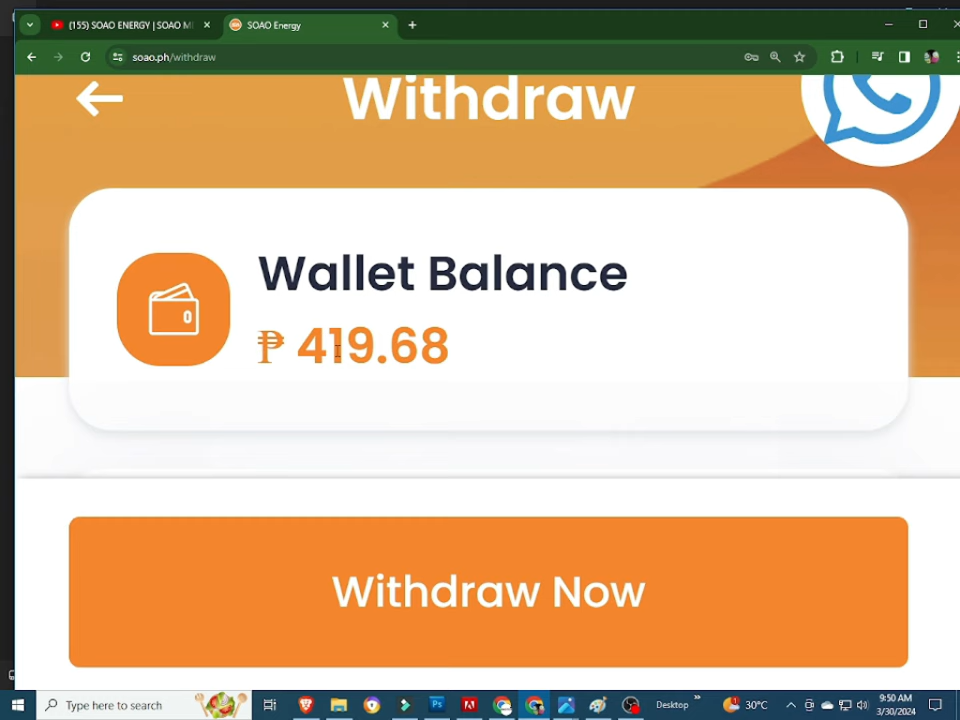 (155) SOAO ENERGY | SOAO MI
SOAO Energy
soao.ph/withdraw
Withdraw
Wallet Balance
₱ 419.68
Withdraw Now
Type here to search
Desktop
30°C
9:50 AM
3/30/2024